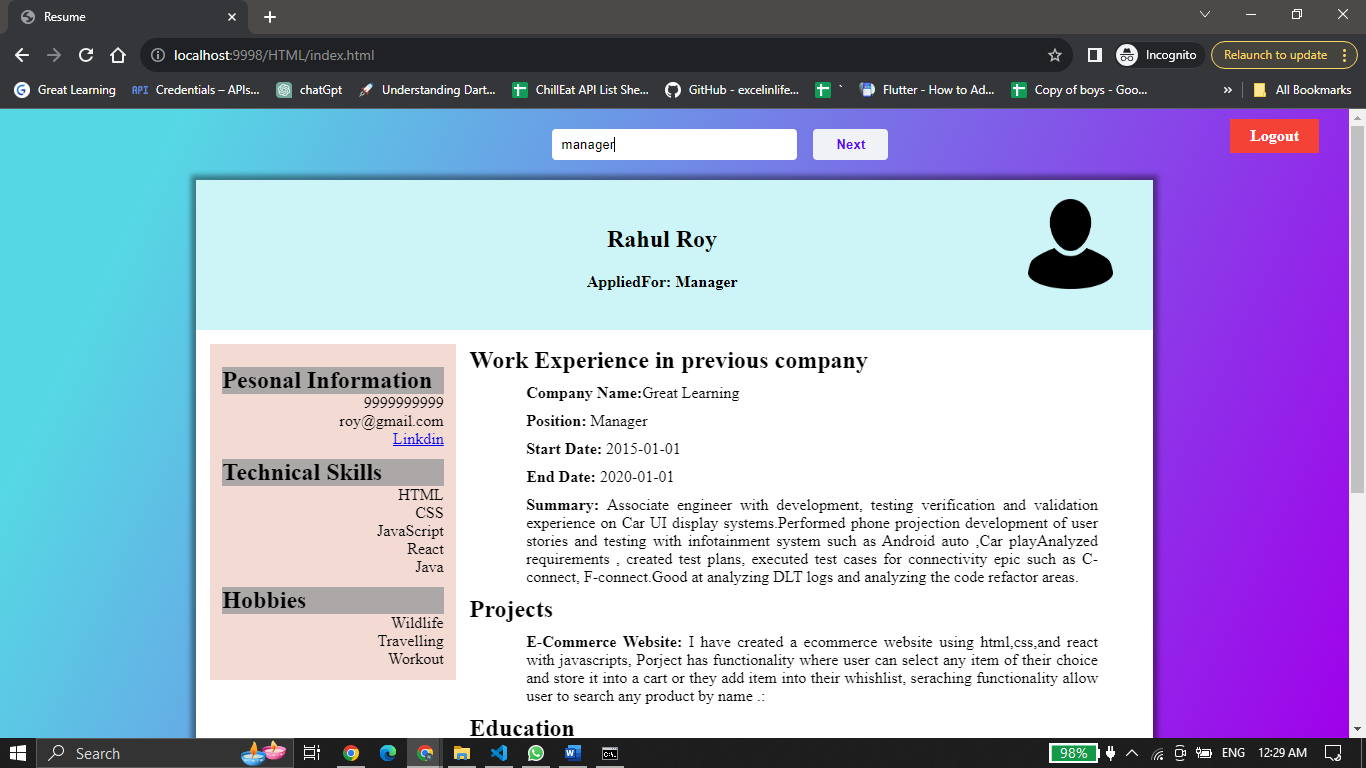 Resume
localhost:9998/HTML/index.html
Incognito
Relaunch to update
Great Learning
API Credentials – APIs...
chatGpt
Understanding Dart...
ChillEat API List She...
GitHub - excelinlife...
`
Flutter - How to Ad...
Copy of boys - Goo...
»
All Bookmarks
manager
Next
Logout
Rahul Roy
AppliedFor: Manager
Pesonal Information
9999999999
roy@gmail.com
Linkdin
Technical Skills
HTML
CSS
JavaScript
React
Java
Hobbies
Wildlife
Travelling
Workout
Work Experience in previous company
Company Name:Great Learning
Position: Manager
Start Date: 2015-01-01
End Date: 2020-01-01
Summary: Associate engineer with development, testing verification and validation
experience on Car UI display systems.Performed phone projection development of user
stories and testing with infotainment system such as Android auto ,Car playAnalyzed
requirements , created test plans, executed test cases for connectivity epic such as C-
connect, F-connect.Good at analyzing DLT logs and analyzing the code refactor areas.
Projects
E-Commerce Website: I have created a ecommerce website using html,css,and react
with javascripts, Porject has functionality where user can select any item of their choice
and store it into a cart or they add item into their whishlist, seraching functionality allow
user to search any product by name .:
Education
Search
98%
ENG
12:29 AM